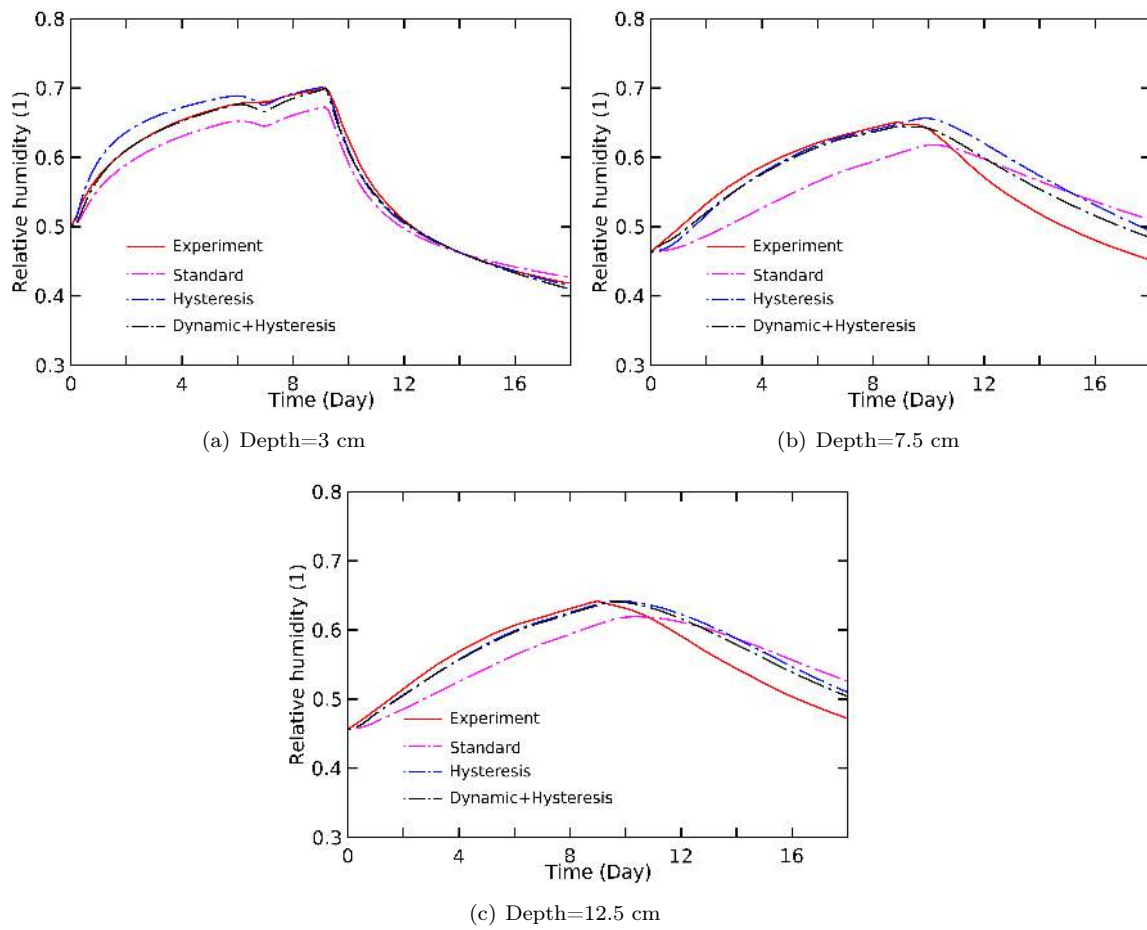 0.8
0.7
0.6
0.5
0.4
0.3
Relative humidity (1)
Experiment
Standard
Hysteresis
Dynamic+Hysteresis
0 4 8 12 16
Time (Day)
(a) Depth=3 cm
0.8
0.7
0.6
0.5
0.4
0.3
Relative humidity (1)
Experiment
Standard
Hysteresis
Dynamic+Hysteresis
0 4 8 12 16
Time (Day)
(b) Depth=7.5 cm
0.8
0.7
0.6
0.5
0.4
0.3
Relative humidity (1)
Experiment
Standard
Hysteresis
Dynamic+Hysteresis
0 4 8 12 16
Time (Day)
(c) Depth=12.5 cm